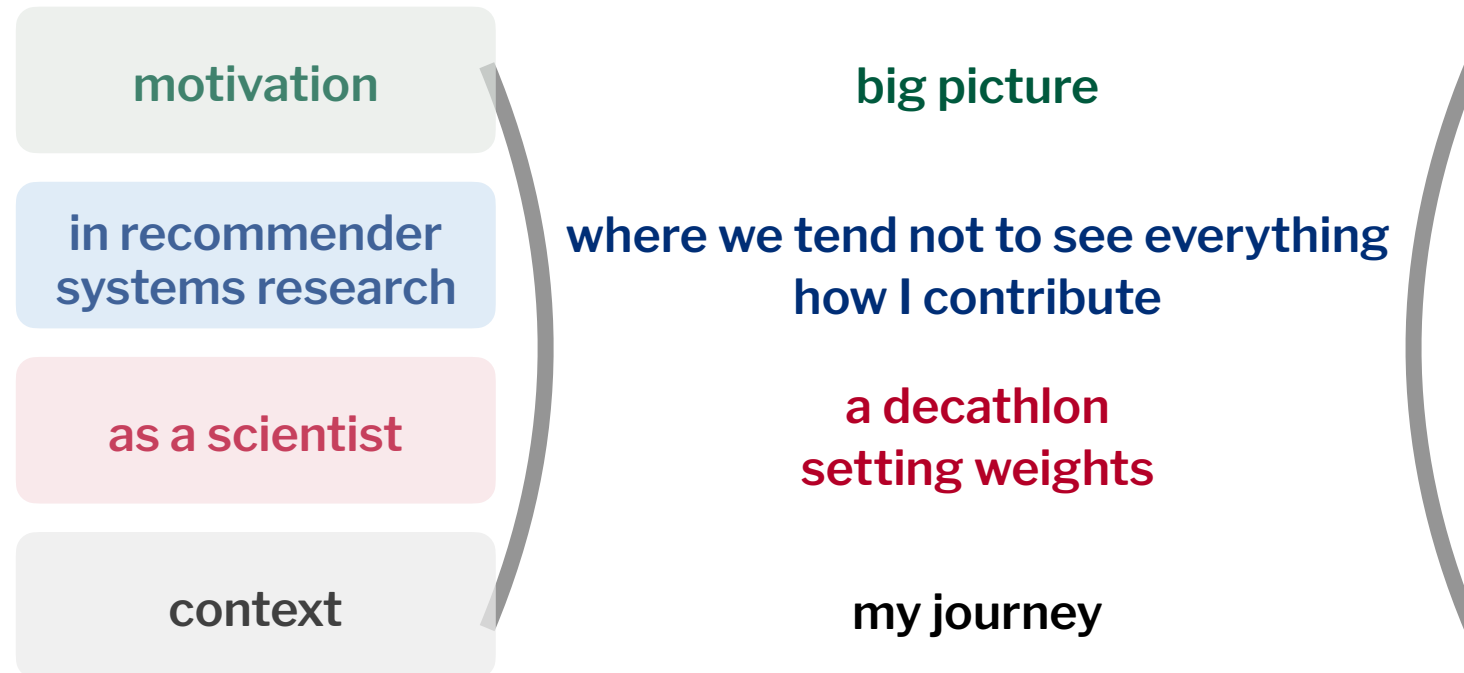 motivation
big picture
in recommender
systems research
where we tend not to see everything
how I contribute
as a scientist
a decathlon
setting weights
context
my journey